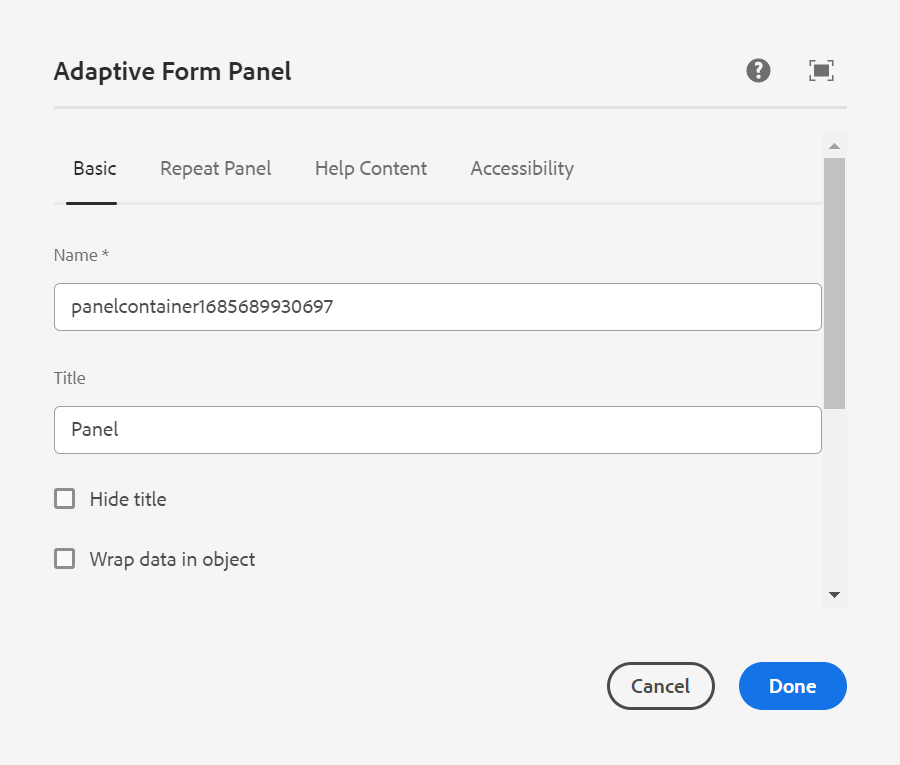 Adaptive Form Panel
Basic Repeat Panel Help Content Accessibility
Name *
panelcontainer1685689930697
Title
Panel
Hide title
Wrap data in object
Cancel Done